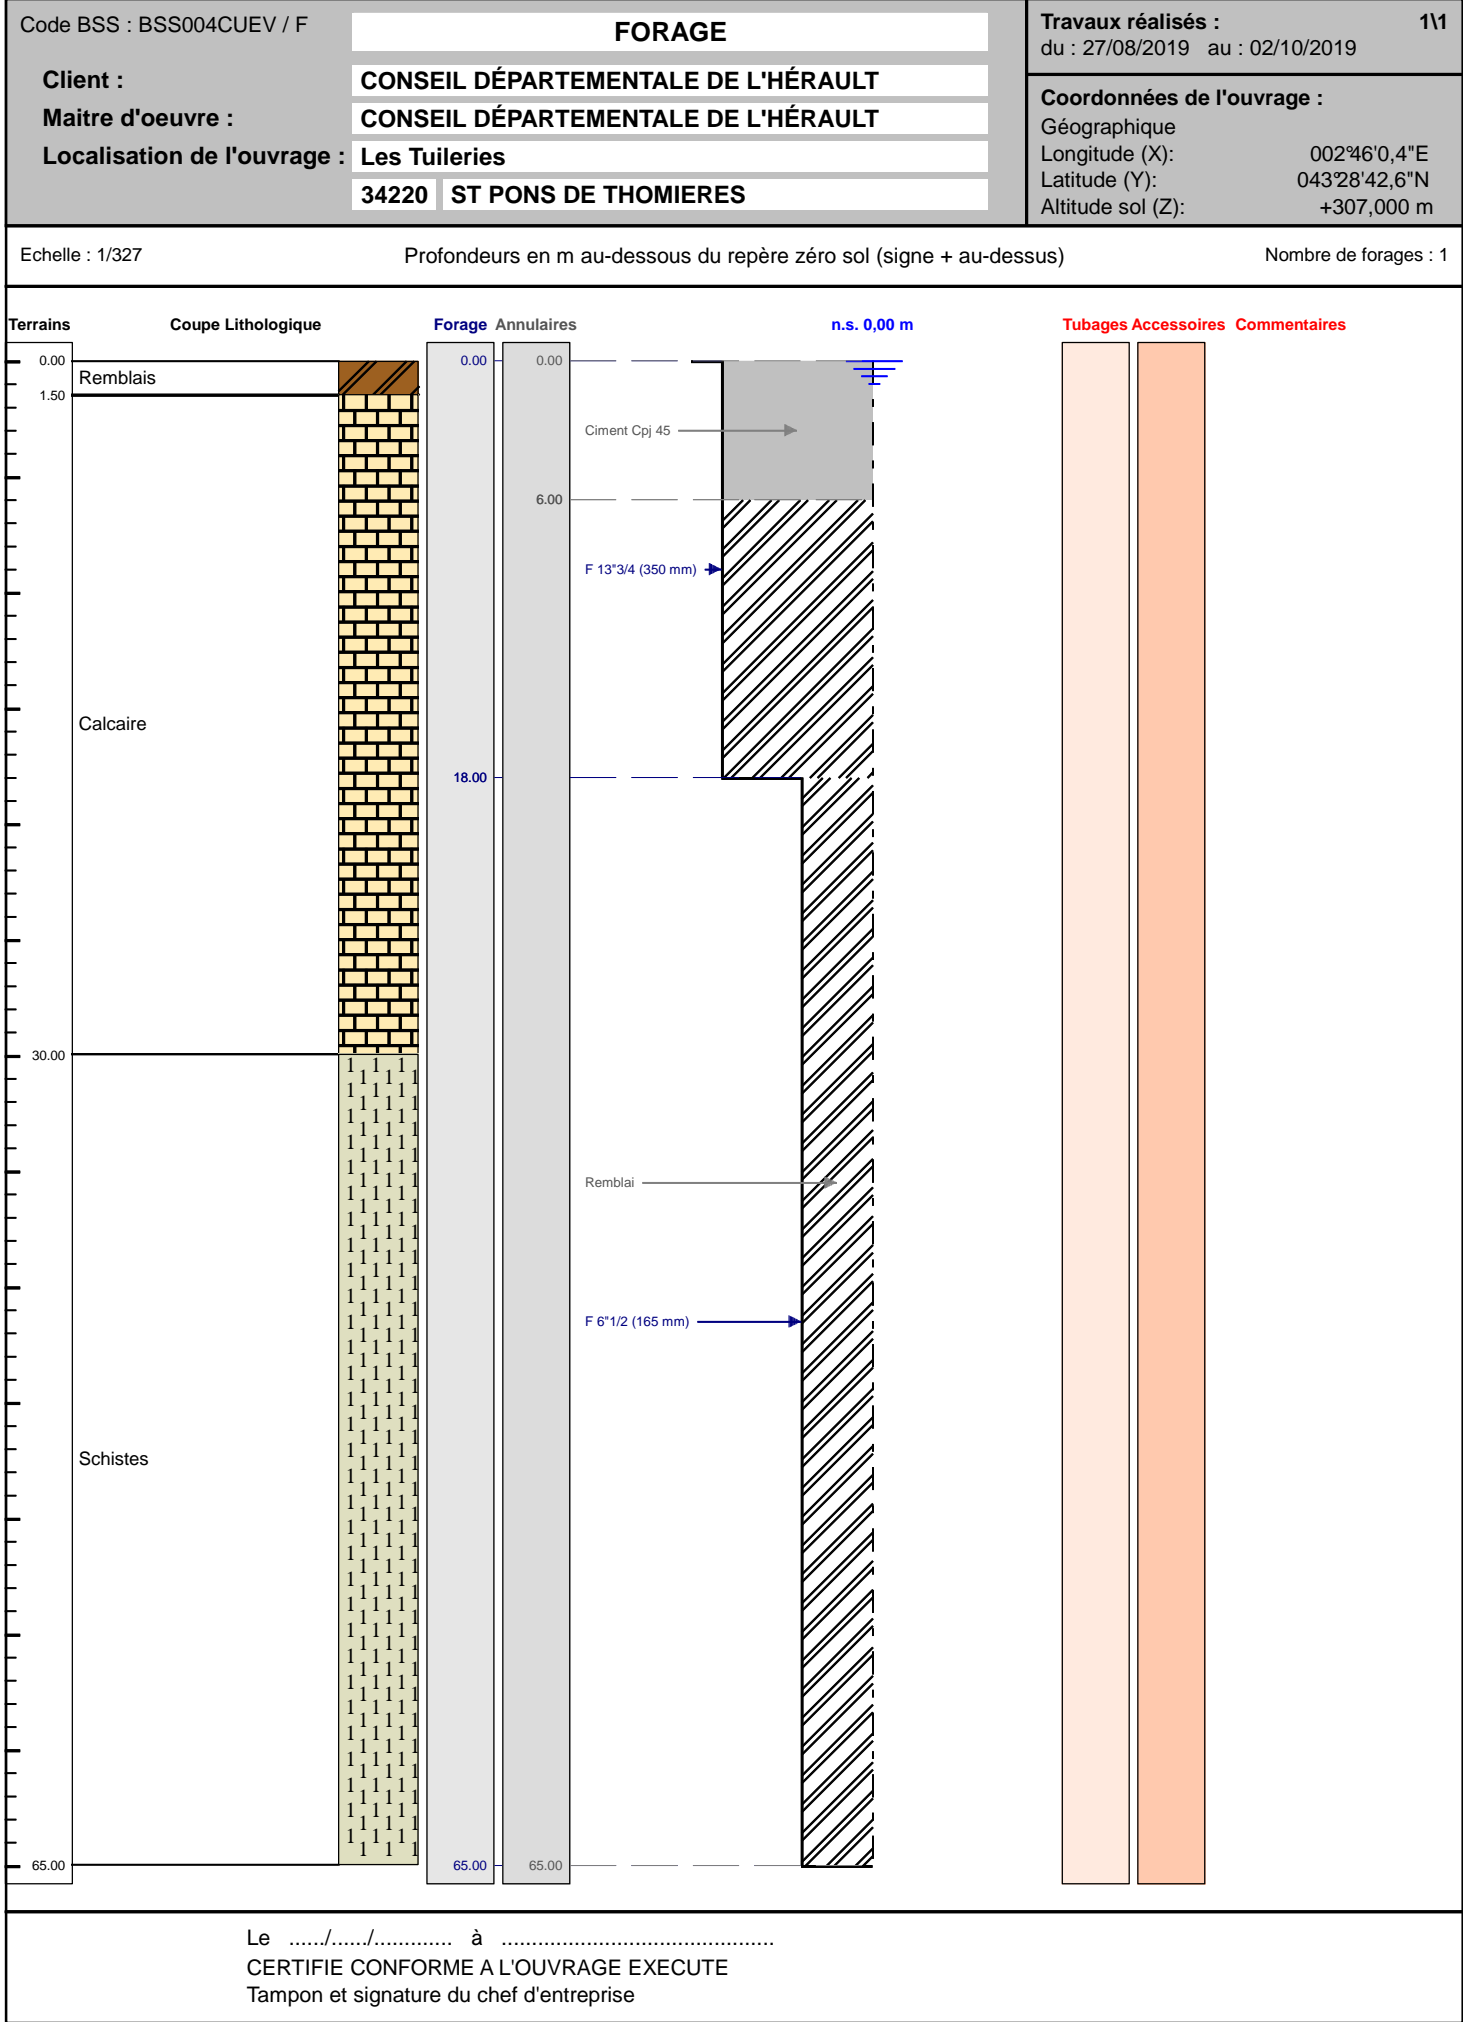 Code BSS : BSS004CUEV / F
FORAGE
Client : CONSEIL DÉPARTEMENTALE DE L'HÉRAULT
Maitre d'oeuvre : CONSEIL DÉPARTEMENTALE DE L'HÉRAULT
Localisation de l'ouvrage : Les Tuileries
34220 ST PONS DE THOMIERES
Travaux réalisés : 1\1
du : 27/08/2019 au : 02/10/2019
Coordonnées de l'ouvrage :
Géographique
Longitude (X): 002°46'0,4"E
Latitude (Y): 043°28'42,6"N
Altitude sol (Z): +307,000 m
Echelle : 1/327 Profondeurs en m au-dessous du repère zéro sol (signe + au-dessus) Nombre de forages : 1
Terrains Coupe Lithologique Forage Annulaires n.s. 0,00 m Tubages Accessoires Commentaires
0.00 0.00 0.00
Remblais
1.50
Ciment Cpj 45
6.00
F 13"3/4 (350 mm)
Calcaire
18.00
30.00
Remblai
F 6"1/2 (165 mm)
Schistes
65.00 65.00 65.00
Le ....../....../............. à ..............................................
CERTIFIE CONFORME A L'OUVRAGE EXECUTE
Tampon et signature du chef d'entreprise